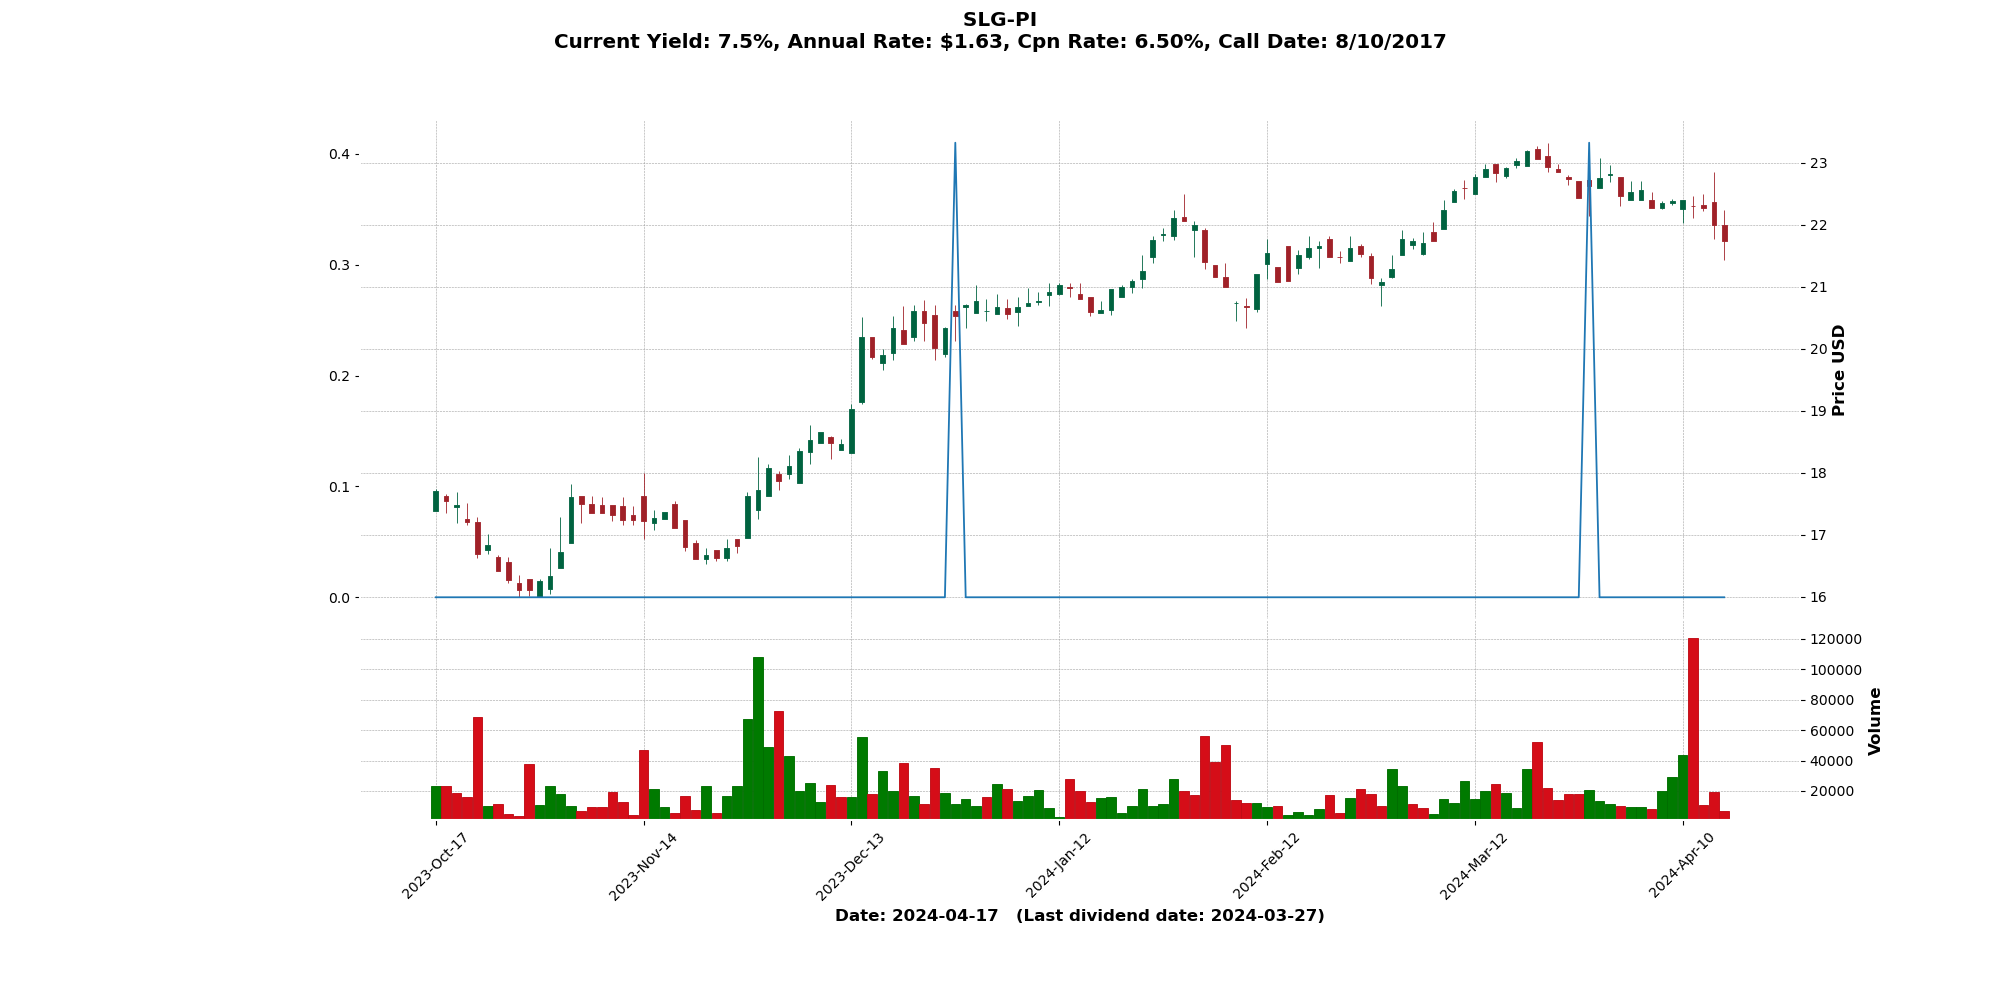 SLG-PI
Current Yield: 7.5%, Annual Rate: $1.63, Cpn Rate: 6.50%, Call Date: 8/10/2017
0.4
0.3
0.2
0.1
0.0
23
22
21
20
19
18
17
16
Price USD
120000
100000
80000
60000
40000
20000
Volume
2023-Oct-17
2023-Nov-14
2023-Dec-13
2024-Jan-12
2024-Feb-12
2024-Mar-12
2024-Apr-10
Date: 2024-04-17 (Last dividend date: 2024-03-27)